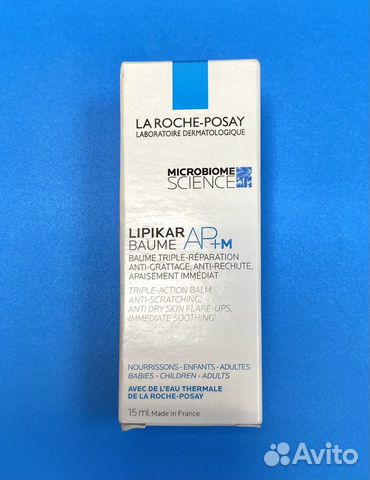 LA ROCHE-POSAY
LABORATOIRE DERMATOLOGIQUE
MICROBIOME
SCIENCE
LIPIKAR
BAUME AP+M
BAUME TRIPLE-RÉPARATION
ANTI-GRATTAGE, ANTI-RECHUTE,
APAISEMENT IMMÉDIAT
TRIPLE-ACTION BALM
ANTI-SCRATCHING,
ANTI DRY SKIN FLARE-UPS,
IMMEDIATE SOOTHING
NOURRISSONS - ENFANTS - ADULTES
BABIES - CHILDREN - ADULTS
AVEC DE L'EAU THERMALE
DE LA ROCHE-POSAY
15 ml Made in France
Avito